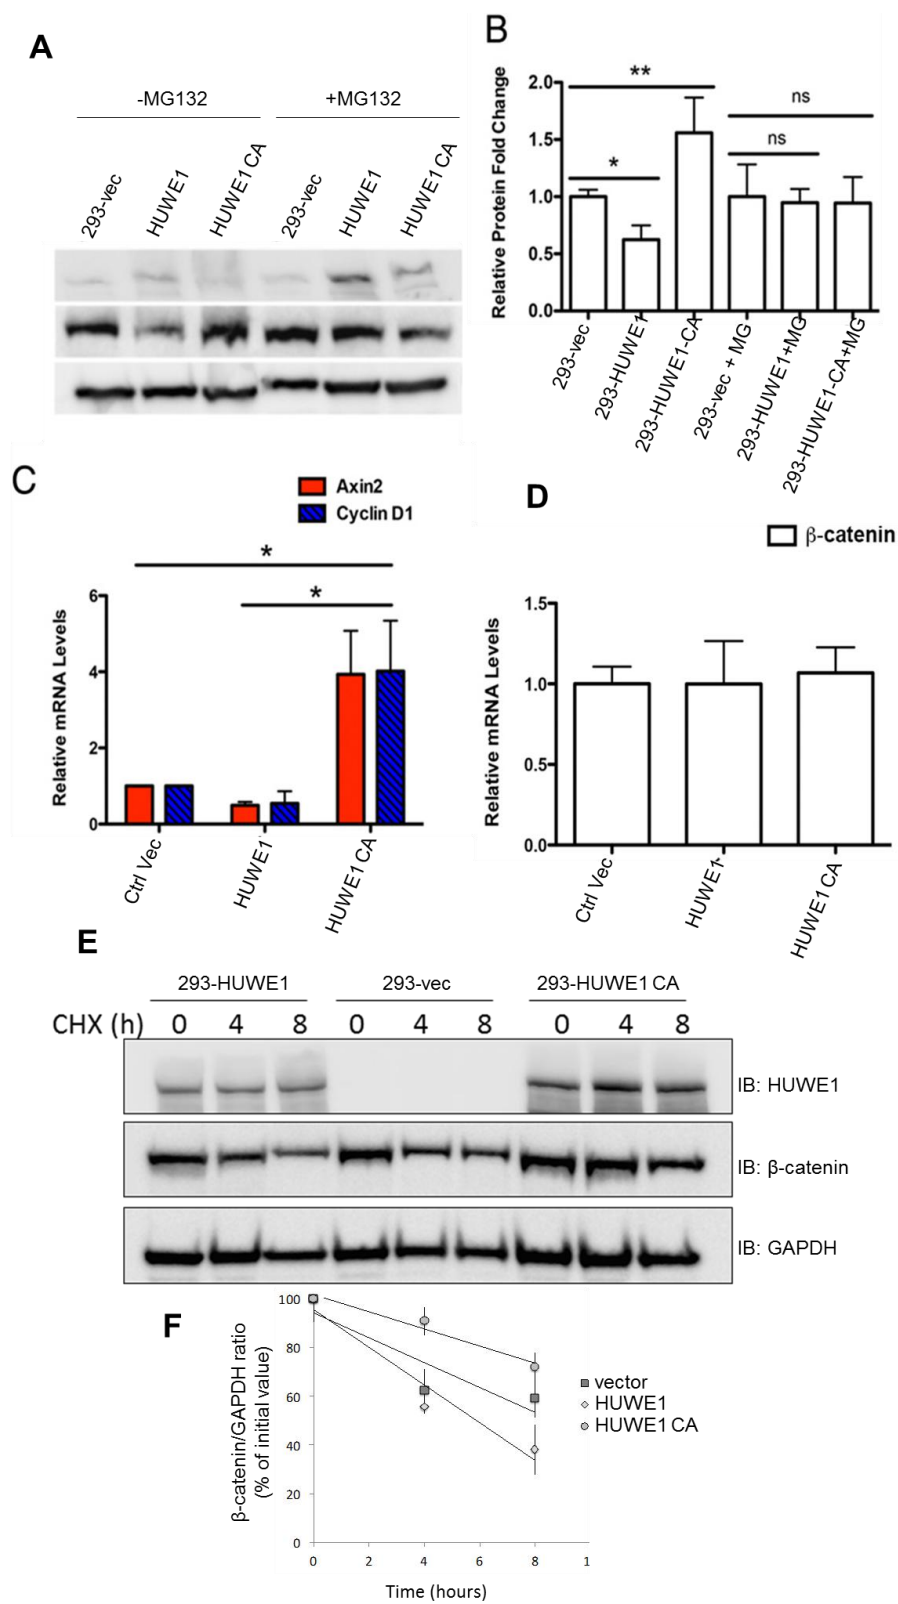 A
-MG132
+MG132
293-vec
HUWE1
HUWE1 CA
293-vec
HUWE1
HUWE1 CA
B
Relative Protein Fold Change
2.0
1.5
1.0
0.5
0.0
**
*
ns
ns
293-vec
293-HUWE1
293-HUWE1-CA
293-vec + MG
293-HUWE1+MG
293-HUWE1-CA+MG
C
Axin2
Cyclin D1
*
*
Relative mRNA Levels
6
4
2
0
Ctrl Vec
HUWE1
HUWE1 CA
D
β-catenin
Relative mRNA Levels
1.5
1.0
0.5
0.0
Ctrl Vec
HUWE1-
HUWE1 CA
E
293-HUWE1
293-vec
293-HUWE1 CA
CHX (h) 0 4 8 0 4 8 0 4 8
IB: HUWE1
IB: β-catenin
IB: GAPDH
F
β-catenin/GAPDH ratio
(% of initial value)
100
80
60
40
20
0
0 2 4 6 8 1
Time (hours)
vector
HUWE1
HUWE1 CA